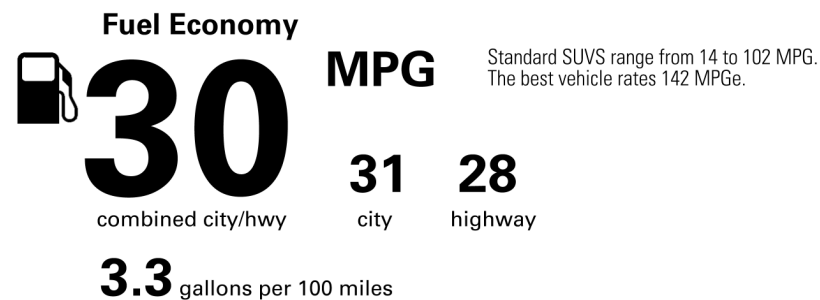 Fuel Economy
30
MPG
Standard SUVS range from 14 to 102 MPG.
The best vehicle rates 142 MPGe.
31
28
combined city/hwy
city
highway
3.3 gallons per 100 miles